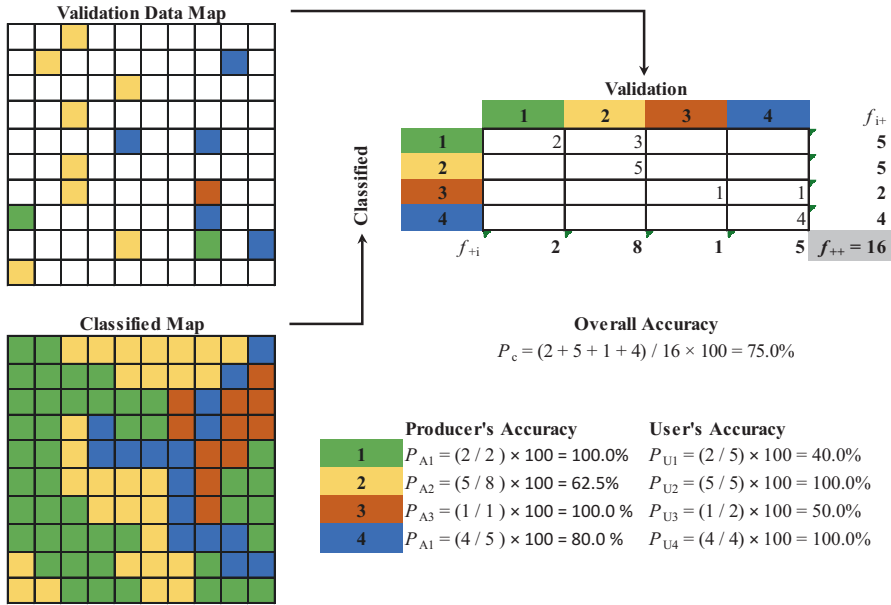 Validation Data Map
Validation
1 2 3 4 f i+
1 2 3 5
2 5 5
3 1 1 2
4 4 4
f +i 2 8 1 5 f ++ = 16
Classified
Classified Map
Overall Accuracy
P c = (2 + 5 + 1 + 4) / 16 × 100 = 75.0%
Producer's Accuracy User's Accuracy
1 P A1 = (2 / 2) × 100 = 100.0% P U1 = (2 / 5) × 100 = 40.0%
2 P A2 = (5 / 8) × 100 = 62.5% P U2 = (5 / 5) × 100 = 100.0%
3 P A3 = (1 / 1) × 100 = 100.0 % P U3 = (1 / 2) × 100 = 50.0%
4 P A1 = (4 / 5) × 100 = 80.0 % P U4 = (4 / 4) × 100 = 100.0%